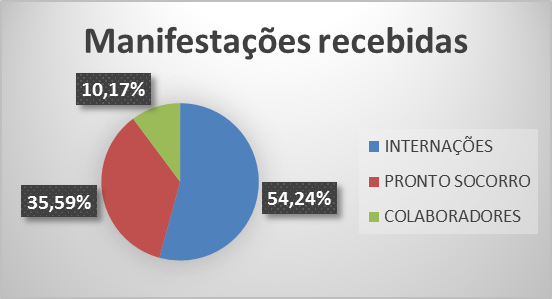 Manifestações recebidas
10,17%
35,59%
54,24%
INTERNAÇÕES
PRONTO SOCORRO
COLABORADORES